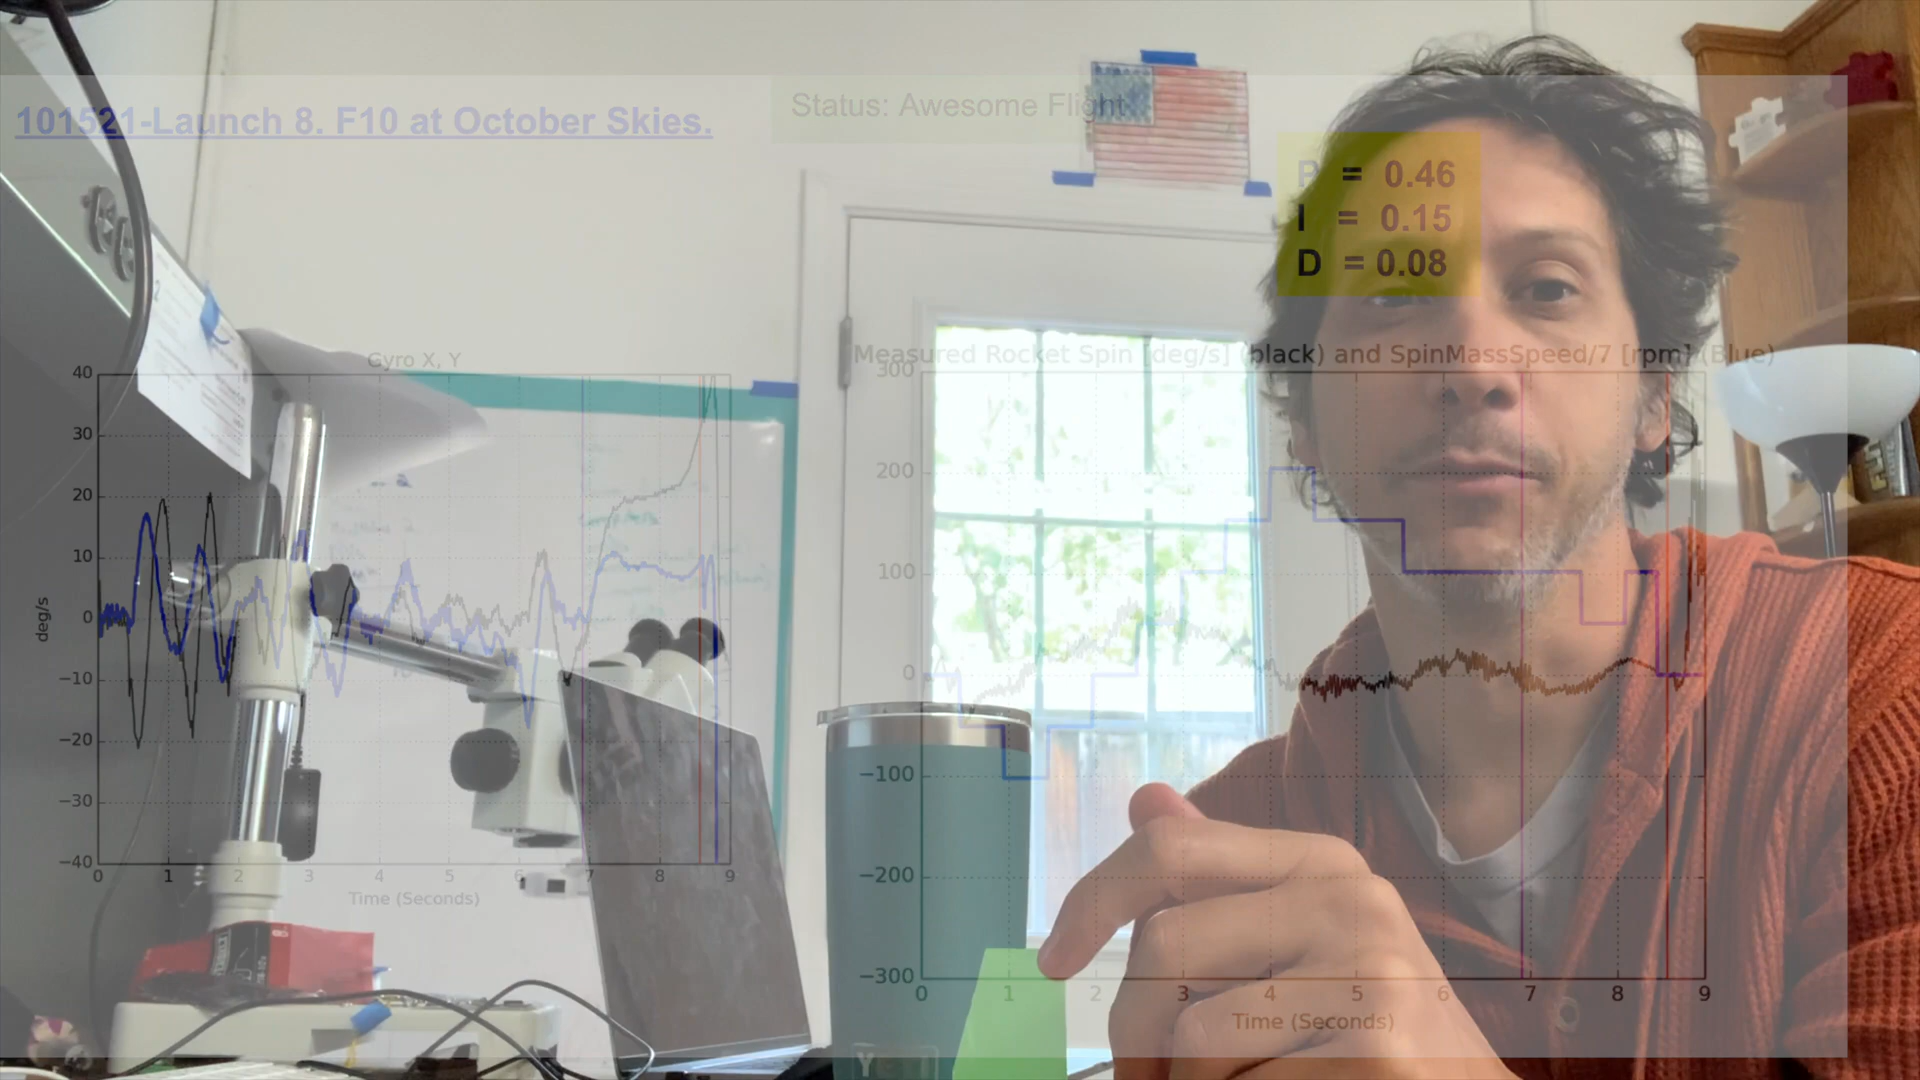 101521-Launch 8. F10 at October Skies.
Status: Awesome Flight
P = 0.46
I = 0.15
D = 0.08
Gyro X, Y
40
30
20
10
0
−10
−20
−30
−40
deg/s
0 1 2 3 4 5 6 7 8 9
Time (Seconds)
Measured Rocket Spin [deg/s] (black) and SpinMassSpeed/7 [rpm] (Blue)
300
200
100
0
−100
−200
−300
0 1 2 3 4 5 6 7 8 9
Time (Seconds)
Y